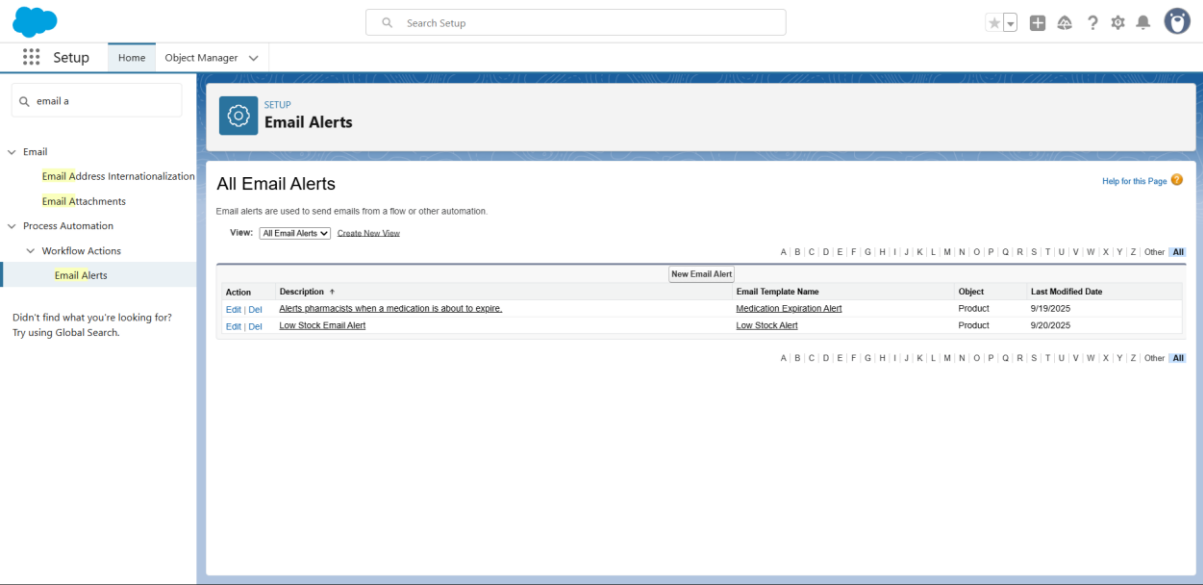 Search Setup
Setup
Home
Object Manager
email a
Email
Email Address Internationalization
Email Attachments
Process Automation
Workflow Actions
Email Alerts
Didn't find what you're looking for?
Try using Global Search.
SETUP
Email Alerts
All Email Alerts
Help for this Page ?
Email alerts are used to send emails from a flow or other automation.
View: All Email Alerts Create New View
A | B | C | D | E | F | G | H | I | J | K | L | M | N | O | P | Q | R | S | T | U | V | W | X | Y | Z | Other All
New Email Alert
Action Description Email Template Name Object Last Modified Date
Edit | Del Alerts pharmacists when a medication is about to expire. Medication Expiration Alert Product 9/19/2025
Edit | Del Low Stock Email Alert Low Stock Alert Product 9/20/2025
A | B | C | D | E | F | G | H | I | J | K | L | M | N | O | P | Q | R | S | T | U | V | W | X | Y | Z | Other All